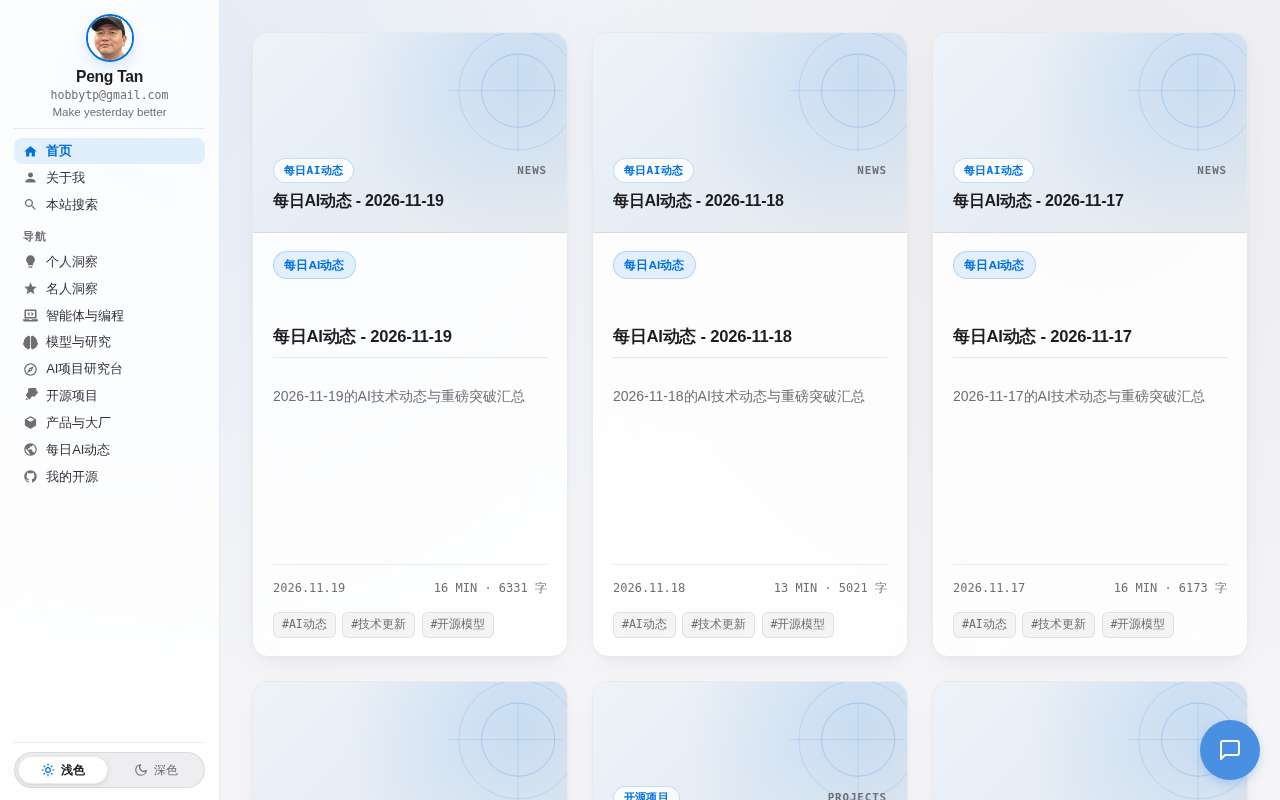 Peng Tan
hobbytp@gmail.com
Make yesterday better
首页
关于我
本站搜索
导航
个人洞察
名人洞察
智能体与编程
模型与研究
AI项目研究台
开源项目
产品与大厂
每日AI动态
我的开源
浅色
深色
每日AI动态
NEWS
每日AI动态 - 2026-11-19
每日AI动态
每日AI动态 - 2026-11-19
2026-11-19的AI技术动态与重磅突破汇总
2026.11.19
16 MIN · 6331 字
#AI动态
#技术更新
#开源模型
每日AI动态
NEWS
每日AI动态 - 2026-11-18
每日AI动态
每日AI动态 - 2026-11-18
2026-11-18的AI技术动态与重磅突破汇总
2026.11.18
13 MIN · 5021 字
#AI动态
#技术更新
#开源模型
每日AI动态
NEWS
每日AI动态 - 2026-11-17
每日AI动态
每日AI动态 - 2026-11-17
2026-11-17的AI技术动态与重磅突破汇总
2026.11.17
16 MIN · 6173 字
#AI动态
#技术更新
#开源模型
开源项目
PROJECTS